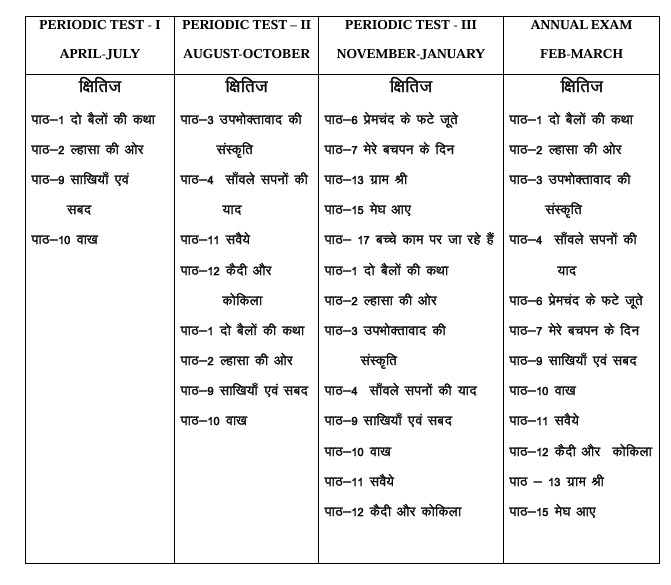 PERIODIC TEST - I
APRIL-JULY
क्षितिज
पाठ–1 दो बैलों की कथा
पाठ–2 ल्हासा की ओर
पाठ–9 साखियाँ एवं
सबद
पाठ–10 वाख
PERIODIC TEST – II
AUGUST-OCTOBER
क्षितिज
पाठ–3 उपभोक्तावाद की
संस्कृति
पाठ–4 साँवले सपनों की
याद
पाठ–11 सवैये
पाठ–12 कैदी और
कोकिला
पाठ–1 दो बैलों की कथा
पाठ–2 ल्हासा की ओर
पाठ–9 साखियाँ एवं सबद
पाठ–10 वाख
PERIODIC TEST - III
NOVEMBER-JANUARY
क्षितिज
पाठ–6 प्रेमचंद के फटे जूते
पाठ–7 मेरे बचपन के दिन
पाठ–13 ग्राम श्री
पाठ–15 मेघ आए
पाठ– 17 बच्चे काम पर जा रहे हैं
पाठ–1 दो बैलों की कथा
पाठ–2 ल्हासा की ओर
पाठ–3 उपभोक्तावाद की
संस्कृति
पाठ–4 साँवले सपनों की याद
पाठ–9 साखियाँ एवं सबद
पाठ–10 वाख
पाठ–11 सवैये
पाठ–12 कैदी और कोकिला
ANNUAL EXAM
FEB-MARCH
क्षितिज
पाठ–1 दो बैलों की कथा
पाठ–2 ल्हासा की ओर
पाठ–3 उपभोक्तावाद की
संस्कृति
पाठ–4 साँवले सपनों की
याद
पाठ–6 प्रेमचंद के फटे जूते
पाठ–7 मेरे बचपन के दिन
पाठ–9 साखियाँ एवं सबद
पाठ–10 वाख
पाठ–11 सवैये
पाठ–12 कैदी और कोकिला
पाठ – 13 ग्राम श्री
पाठ–15 मेघ आए